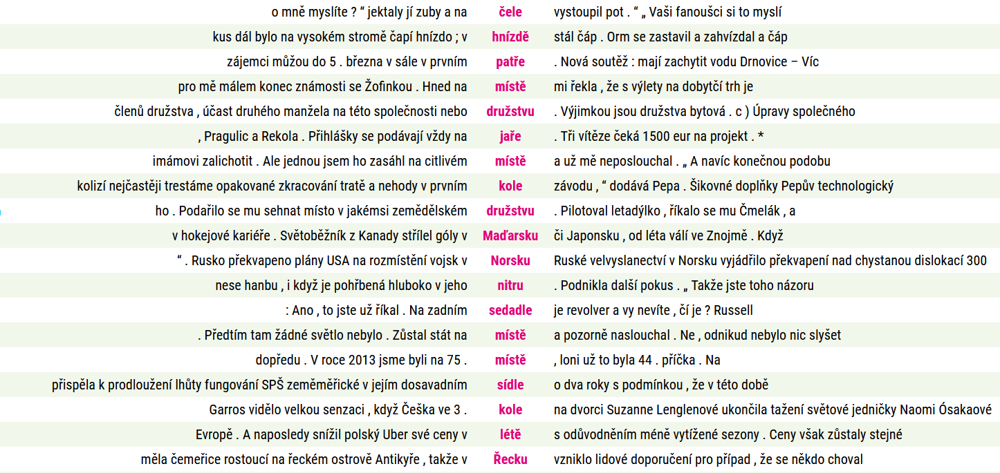 o mně myslíte ? “ jektaly jí zuby a na čele vystoupil pot . “ „ Vaši fanoušci si to myslí
kus dál bylo na vysokém stromě čapí hnízdo ; v hnízdě stál čáp . Orm se zastavil a zahvízdal a čáp
zájemci můžou do 5 . března v sále v prvním patře . Nová soutěž : mají zachytit vodu Drnovice – Víc
pro mě málem konec známosti se Žofinkou . Hned na místě mi řekla , že s výlety na dobytčí trh je
členů družstva , účast druhého manžela na této společnosti nebo družstvu . Výjimkou jsou družstva bytová . c ) Úpravy společného
, Pragulic a Rekola . Přihlášky se podávají vždy na jaře . Tři vítěze čeká 1500 eur na projekt . *
imámovi zalichotit . Ale jednou jsem ho zasáhl na citlivém místě a už mě neposlouchal . „ A navíc konečnou podobu
kolizí nejčastěji trestáme opakované zkracování tratě a nehody v prvním kole závodu , “ dodává Pepa . Šikovné doplňky Pepův technologický
ho . Podařilo se mu sehnat místo v jakémsi zemědělském družstvu . Pilotoval letadýlko , říkalo se mu Čmelák , a
v hokejové kariéře . Světoběžník z Kanady střílel góly v Maďarsku či Japonsku , od léta válí ve Znojmě . Když
“ . Rusko překvapeno plány USA na rozmístění vojsk v Norsku Ruské velvyslanectví v Norsku vyjádřilo překvapení nad chystanou dislokací 300
nese hanbu , i když je pohřbená hluboko v jeho nitru . Podnikla další pokus . „ Takže jste toho názoru
: Ano , to jste už říkal . Na zadním sedadle je revolver a vy nevíte , čí je ? Russell
. Předtím tam žádné světlo nebylo . Zůstal stát na místě a pozorně naslouchal . Ne , odnikud nebylo nic slyšet
dopředu . V roce 2013 jsme byli na 75 . místě , loni už to byla 44 . příčka . Na
přispěla k prodloužení lhůty fungování SPŠ zeměměřické v jejím dosavadním sídle o dva roky s podmínkou , že v této době
Garros vidělo velkou senzaci , když Češka ve 3 . kole na dvorci Suzanne Lenglenové ukončila tažení světové jedničky Naomi Ósakaové
Evropě . A naposledy snížil polský Uber své ceny v létě s odůvodněním méně vytížené sezony . Ceny však zůstaly stejné
měla čemeřice rostoucí na řeckém ostrově Antikyře , takže v Řecku vzniklo lidové doporučení pro případ , že se někdo choval